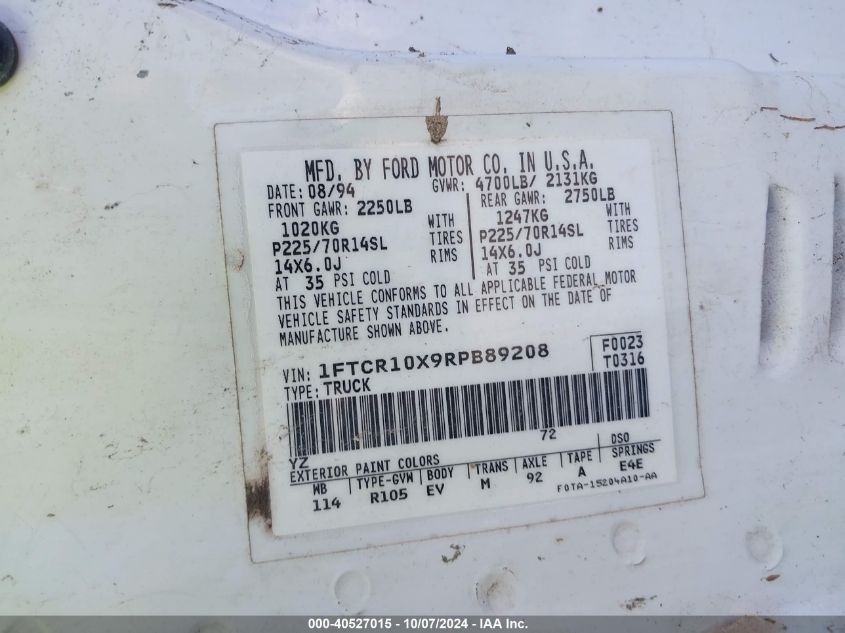 MFD. BY FORD MOTOR CO. IN U.S.A.
DATE: 08/94 GVWR: 4700LB/ 2131KG
FRONT GAWR: 2250LB REAR GAWR: 2750LB
1020KG WITH 1247KG WITH
P225/70R14SL TIRES P225/70R14SL TIRES
14X6.0J RIMS 14X6.0J RIMS
AT 35 PSI COLD AT 35 PSI COLD
THIS VEHICLE CONFORMS TO ALL APPLICABLE FEDERAL MOTOR
VEHICLE SAFETY STANDARDS IN EFFECT ON THE DATE OF
MANUFACTURE SHOWN ABOVE.
VIN: 1FTCR10X9RPB89208 F0023
TYPE: TRUCK T0316
YZ 72
EXTERIOR PAINT COLORS DSO
WB TYPE-GVW BODY TRANS AXLE TAPE SPRINGS
114 R105 EV M 92 A E4E
F0TA-15204A10-AA
000-40527015 - 10/07/2024 - IAA Inc.